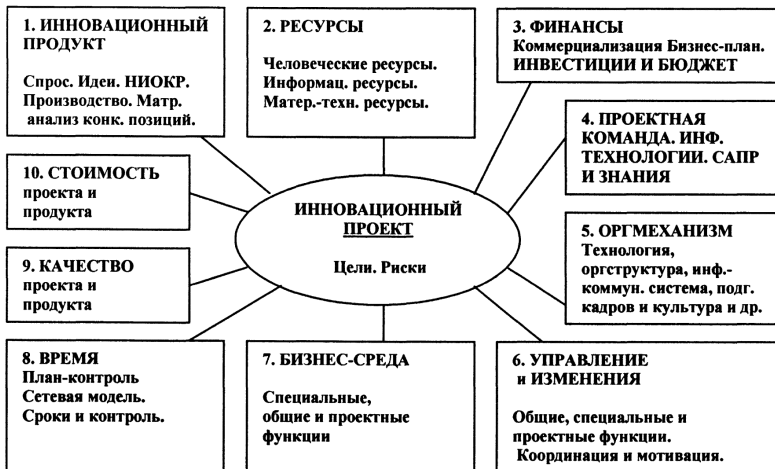 1. ИННОВАЦИОННЫЙ
ПРОДУКТ
Спрос. Идеи. НИОКР.
Производство. Матр.
анализ конк. позиций.
2. РЕСУРСЫ
Человеческие ресурсы.
Информац. ресурсы.
Матер.-техн. ресурсы.
3. ФИНАНСЫ
Коммерциализация Бизнес-план.
ИНВЕСТИЦИИ И БЮДЖЕТ
4. ПРОЕКТНАЯ
КОМАНДА. ИНФ.
ТЕХНОЛОГИИ. САПР
И ЗНАНИЯ
10. СТОИМОСТЬ
проекта и
продукта
ИННОВАЦИОННЫЙ
ПРОЕКТ
Цели. Риски
5. ОРГМЕХАНИЗМ
Технология,
оргструктура, инф.-
коммун. система, подг.
кадров и культура и др.
9. КАЧЕСТВО
проекта и
продукта
8. ВРЕМЯ
План-контроль
Сетевая модель.
Сроки и контроль.
7. БИЗНЕС-СРЕДА
Специальные,
общие и проектные
функции
6. УПРАВЛЕНИЕ
и ИЗМЕНЕНИЯ
Общие, специальные и
проектные функции.
Координация и мотивация.